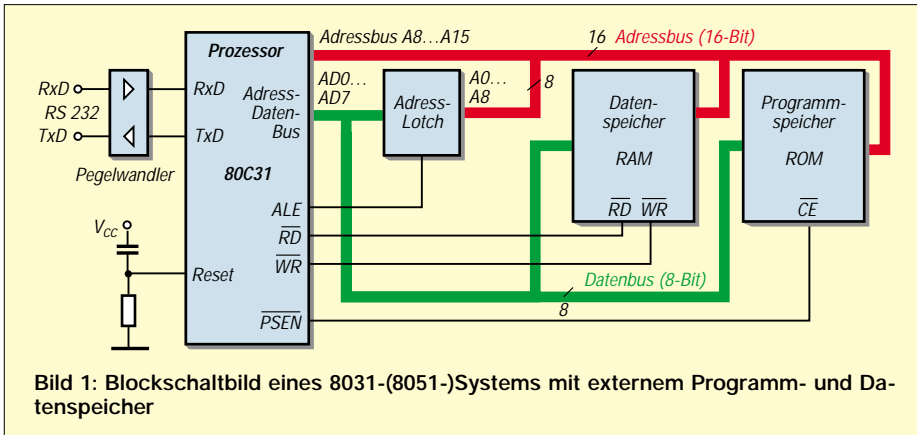 Adressbus A8...A15
16 Adressbus (16-Bit)
Prozessor
RxD
RS 232
TxD
Pegelwandler
RxD
TxD
Adress-
Daten-
Bus
80C31
AD0...
AD7
Adress-
Lotch
A0...
A8
8
Daten-
speicher
RAM
RD WR
Programm-
speicher
ROM
CE
ALE
RD
WR
VCC
Reset
PSEN
Datenbus (8-Bit)
8
Bild 1: Blockschaltbild eines 8031-(8051-)Systems mit externem Programm- und Da-
tenspeicher